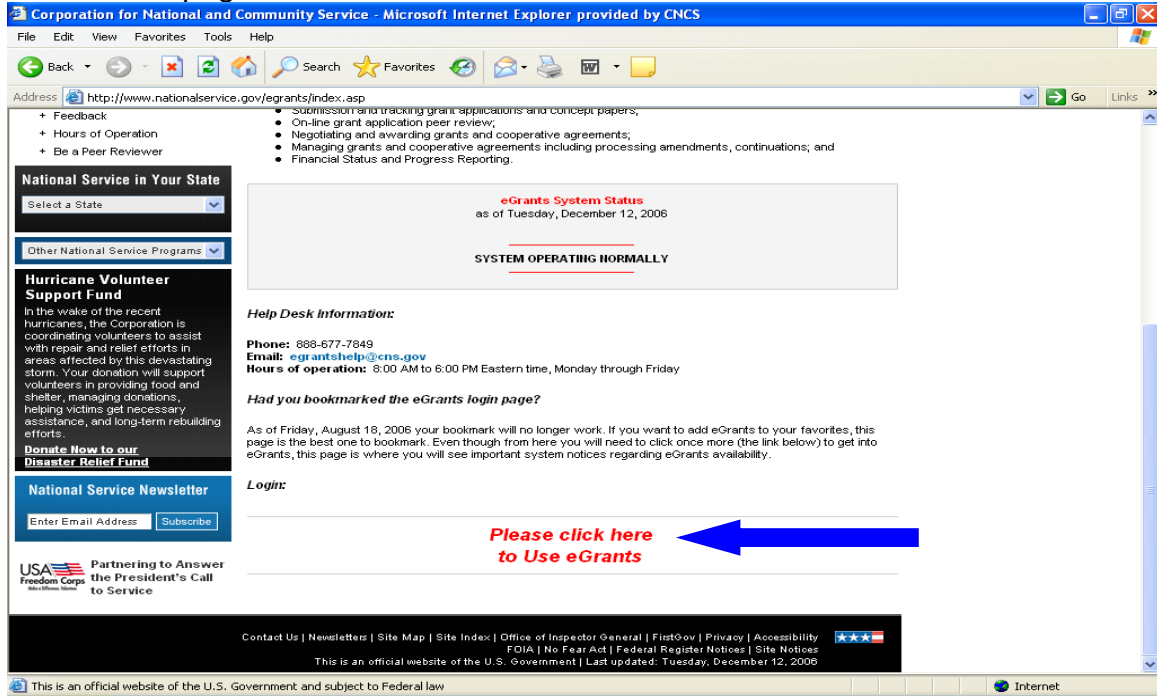 Corporation for National and Community Service - Microsoft Internet Explorer provided by CNCS
File Edit View Favorites Tools Help
Back Search Favorites
Address http://www.nationalservice.gov/egrants/index.asp Go Links »
+ Feedback
+ Hours of Operation
+ Be a Peer Reviewer
National Service in Your State
Select a State
Other National Service Programs
Hurricane Volunteer
Support Fund
In the wake of the recent
hurricanes, the Corporation is
coordinating volunteers to assist
with repair and relief efforts in
areas affected by this devastating
storm. Your donation will support
volunteers in providing food and
shelter, managing donations,
helping victims get necessary
assistance, and long-term rebuilding
efforts.
Donate Now to our
Disaster Relief Fund
National Service Newsletter
Enter Email Address Subscribe
USA
Freedom Corps
Make a Difference. Volunteer.
Partnering to Answer
the President's Call
to Service
• Submission and tracking grant applications and concept papers;
• On-line grant application peer review;
• Negotiating and awarding grants and cooperative agreements;
• Managing grants and cooperative agreements including processing amendments, continuations; and
• Financial Status and Progress Reporting.
eGrants System Status
as of Tuesday, December 12, 2006
SYSTEM OPERATING NORMALLY
Help Desk Information:
Phone: 888-677-7849
Email: egrantshelp@cns.gov
Hours of operation: 8:00 AM to 6:00 PM Eastern time, Monday through Friday
Had you bookmarked the eGrants login page?
As of Friday, August 18, 2006 your bookmark will no longer work. If you want to add eGrants to your favorites, this
page is the best one to bookmark. Even though from here you will need to click once more (the link below) to get into
eGrants, this page is where you will see important system notices regarding eGrants availability.
Login:
Please click here
to Use eGrants
Contact Us | Newsletters | Site Map | Site Index | Office of Inspector General | FirstGov | Privacy | Accessibility
FOIA | No Fear Act | Federal Register Notices | Site Notices
This is an official website of the U.S. Government | Last updated: Tuesday, December 12, 2006
This is an official website of the U.S. Government and subject to Federal law Internet